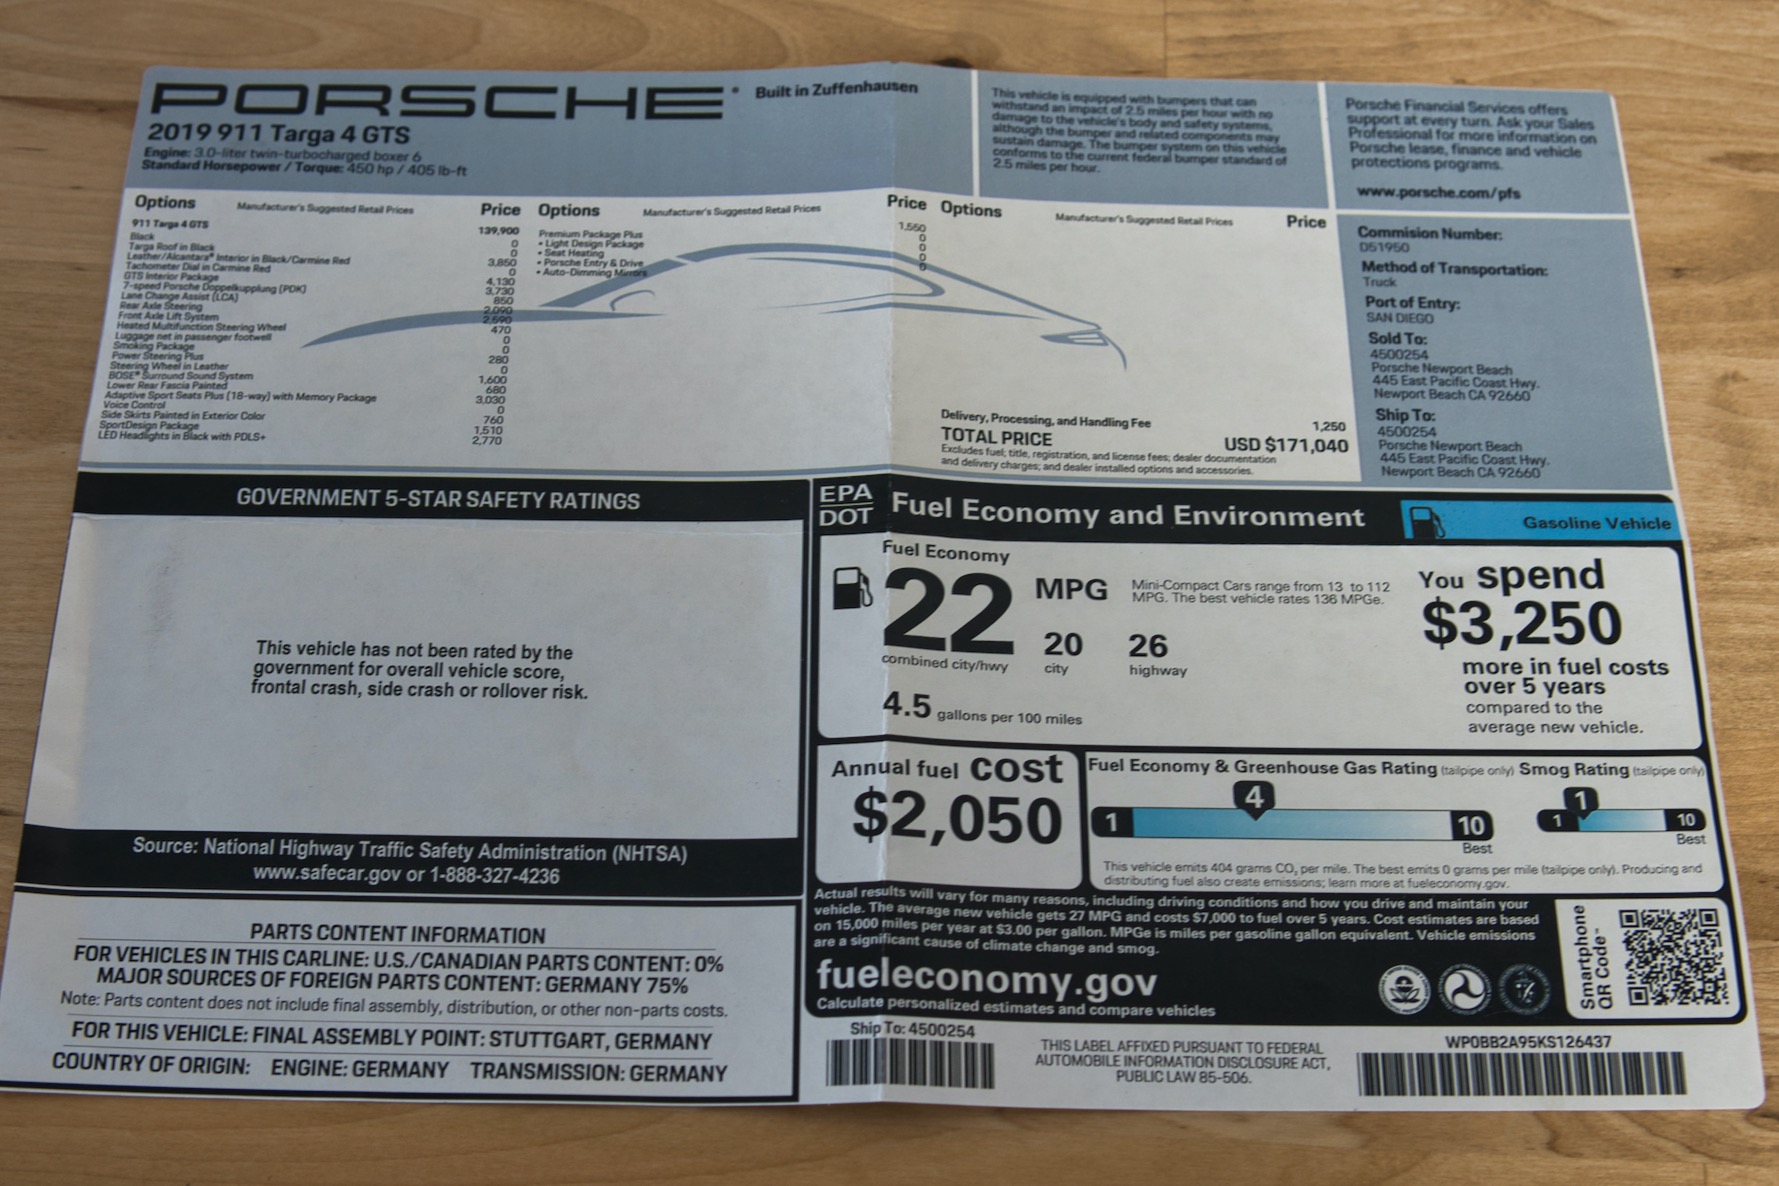 PORSCHE
Built in Zuffenhausen
2019 911 Targa 4 GTS
Engine: 3.0-liter twin-turbocharged boxer 6
Standard Horsepower / Torque: 450 hp / 405 lb-ft
This vehicle is equipped with bumpers that can
withstand an impact of 2.5 miles per hour with no
damage to the vehicle's body and safety systems,
although the bumper and related components may
sustain damage. The bumper system on this vehicle
conforms to the current federal bumper standard of
2.5 miles per hour.
Porsche Financial Services offers
support at every turn. Ask your Sales
Professional for more information on
Porsche lease, finance and vehicle
protections programs.
www.porsche.com/pfs
Options Manufacturer's Suggested Retail Prices Price
911 Targa 4 GTS 139,900
Black 0
Targa Roof in Black 0
Leather/Alcantara® Interior in Black/Carmine Red 3,850
Tachometer Dial in Carmine Red 0
GTS Interior Package 4,130
7-speed Porsche Doppelkupplung (PDK) 3,730
Lane Change Assist (LCA) 850
Rear Axle Steering 2,090
Front Axle Lift System 2,590
Heated Multifunction Steering Wheel 470
Luggage net in passenger footwell 0
Smoking Package 0
Power Steering Plus 280
Steering Wheel in Leather 0
BOSE® Surround Sound System 1,600
Lower Rear Fascia Painted 680
Adaptive Sport Seats Plus (18-way) with Memory Package 3,030
Voice Control 0
Side Skirts Painted in Exterior Color 760
SportDesign Package 1,510
LED Headlights in Black with PDLS+ 2,770
Options Manufacturer's Suggested Retail Prices Price
Premium Package Plus 1,550
• Light Design Package 0
• Seat Heating 0
• Porsche Entry & Drive 0
• Auto-Dimming Mirrors 0
Options Manufacturer's Suggested Retail Prices Price
Delivery, Processing, and Handling Fee 1,250
TOTAL PRICE USD $171,040
Excludes fuel; title, registration, and license fees; dealer documentation
and delivery charges; and dealer installed options and accessories.
Commision Number:
D51950
Method of Transportation:
Truck
Port of Entry:
SAN DIEGO
Sold To:
4500254
Porsche Newport Beach
445 East Pacific Coast Hwy.
Newport Beach CA 92660
Ship To:
4500254
Porsche Newport Beach
445 East Pacific Coast Hwy.
Newport Beach CA 92660
GOVERNMENT 5-STAR SAFETY RATINGS
This vehicle has not been rated by the
government for overall vehicle score,
frontal crash, side crash or rollover risk.
Source: National Highway Traffic Safety Administration (NHTSA)
www.safecar.gov or 1-888-327-4236
PARTS CONTENT INFORMATION
FOR VEHICLES IN THIS CARLINE: U.S./CANADIAN PARTS CONTENT: 0%
MAJOR SOURCES OF FOREIGN PARTS CONTENT: GERMANY 75%
Note: Parts content does not include final assembly, distribution, or other non-parts costs.
FOR THIS VEHICLE: FINAL ASSEMBLY POINT: STUTTGART, GERMANY
COUNTRY OF ORIGIN: ENGINE: GERMANY TRANSMISSION: GERMANY
EPA
DOT
Fuel Economy and Environment
Gasoline Vehicle
Fuel Economy
22 MPG
combined city/hwy
20
city
26
highway
4.5 gallons per 100 miles
Mini-Compact Cars range from 13 to 112
MPG. The best vehicle rates 136 MPGe.
You spend
$3,250
more in fuel costs
over 5 years
compared to the
average new vehicle.
Annual fuel cost
$2,050
Fuel Economy & Greenhouse Gas Rating (tailpipe only)
4
1 10
Best
Smog Rating (tailpipe only)
1
1 10
Best
This vehicle emits 404 grams CO₂ per mile. The best emits 0 grams per mile (tailpipe only). Producing and
distributing fuel also create emissions; learn more at fueleconomy.gov.
Actual results will vary for many reasons, including driving conditions and how you drive and maintain your
vehicle. The average new vehicle gets 27 MPG and costs $7,000 to fuel over 5 years. Cost estimates are based
on 15,000 miles per year at $3.00 per gallon. MPGe is miles per gasoline gallon equivalent. Vehicle emissions
are a significant cause of climate change and smog.
fueleconomy.gov
Calculate personalized estimates and compare vehicles
Smartphone
QR Code™
Ship To: 4500254
THIS LABEL AFFIXED PURSUANT TO FEDERAL
AUTOMOBILE INFORMATION DISCLOSURE ACT,
PUBLIC LAW 85-506.
WP0BB2A95KS126437